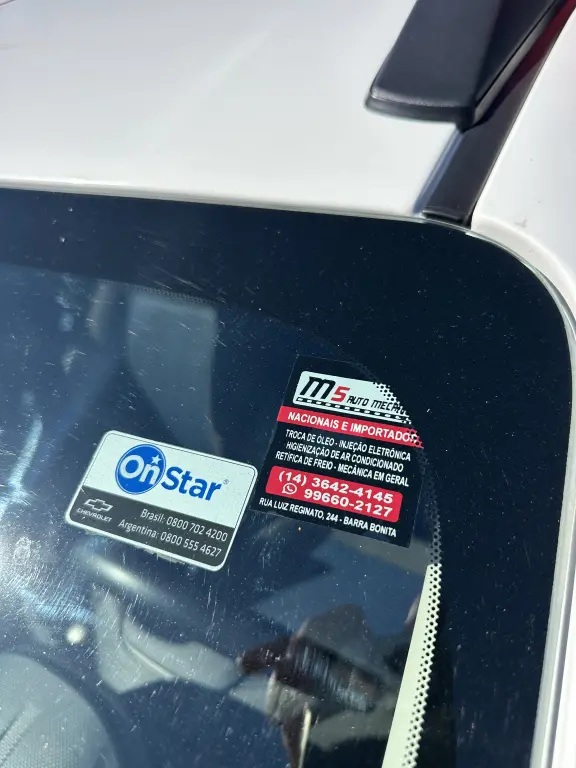 M5 AUTO MECÂN
NACIONAIS E IMPORTADOS
TROCA DE ÓLEO - INJEÇÃO ELETRÔNICA
HIGIENIZAÇÃO DE AR CONDICIONADO
RETÍFICA DE FREIO - MECÂNICA EM GERAL
(14) 3642-4145
99660-2127
RUA LUIZ REGINATO, 244 - BARRA BONITA
OnStar
CHEVROLET
Brasil: 0800 702 4200
Argentina: 0800 555 4627